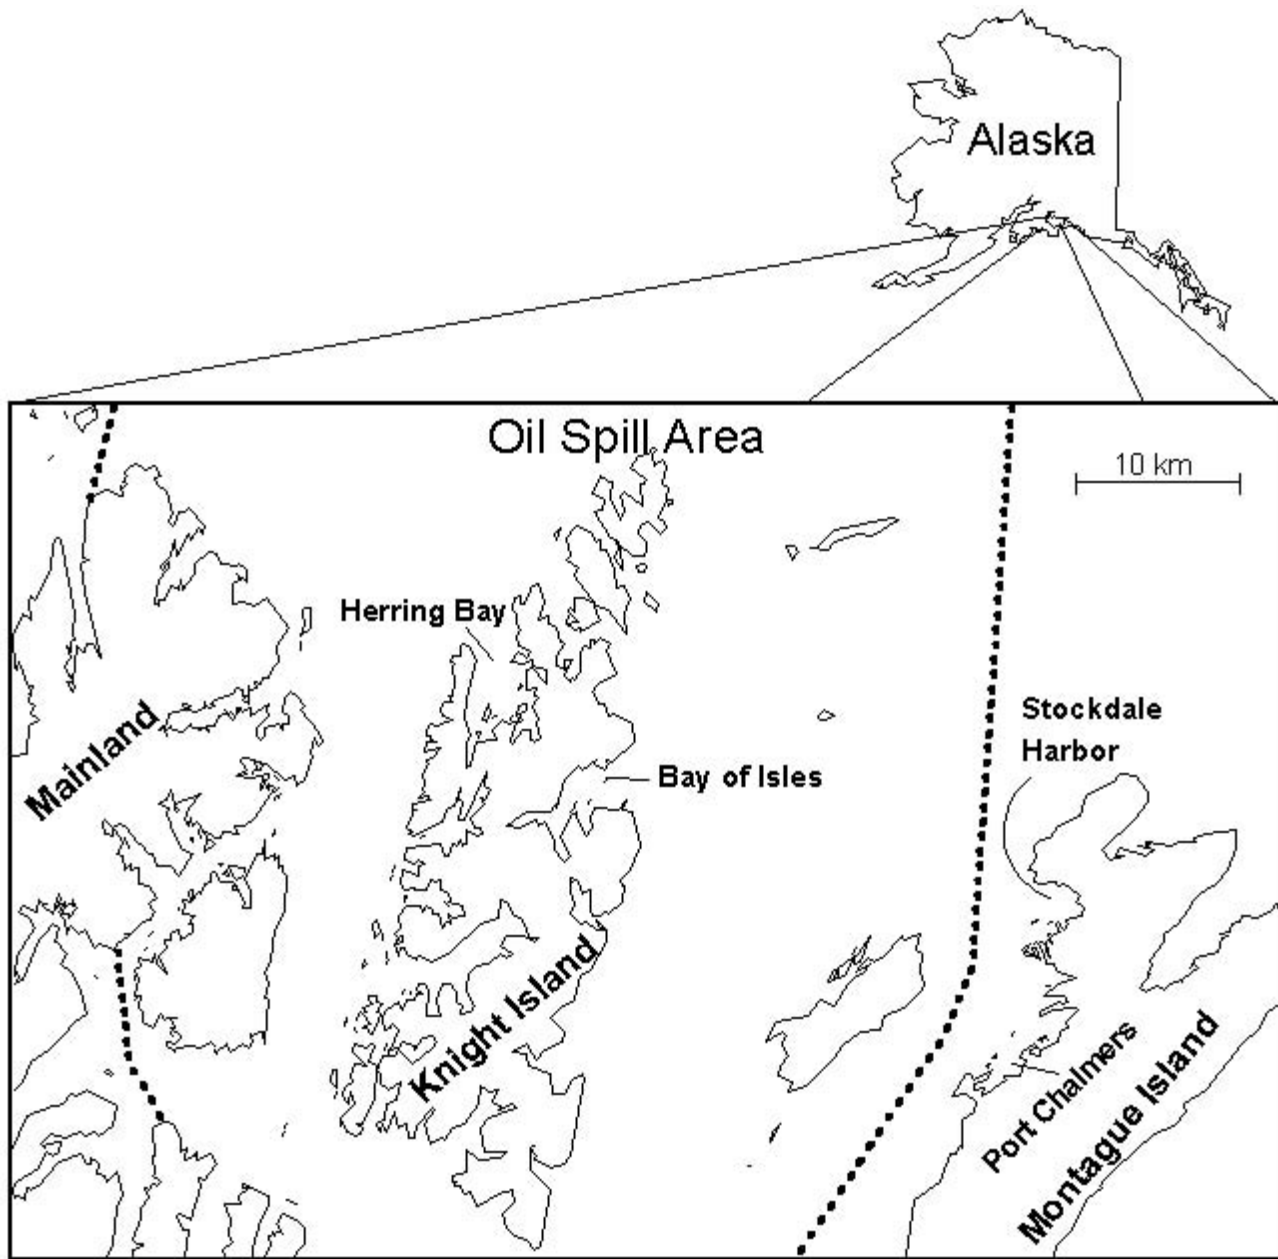 Alaska
Oil Spill Area
10 km
Herring Bay
Mainland
Stockdale
Harbor
Bay of Isles
Knight Island
Port Chalmers
Montague Island